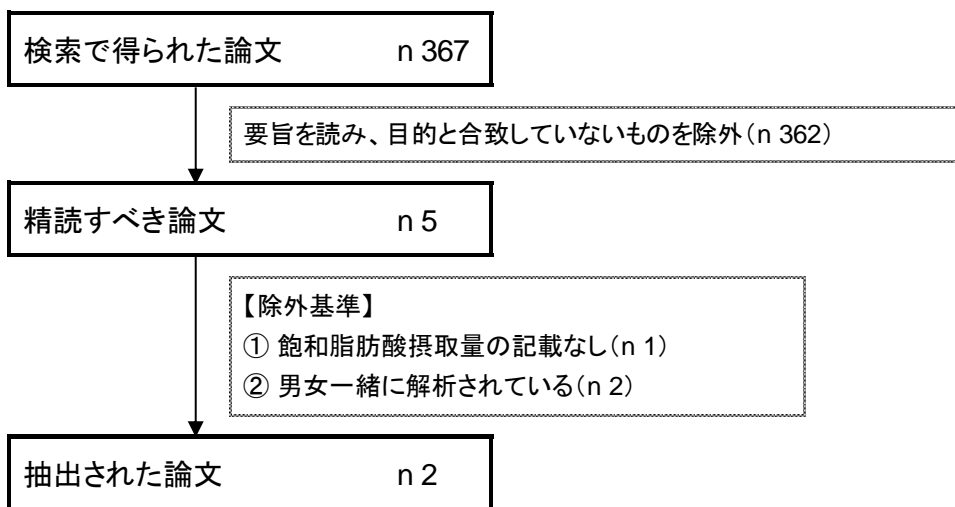 検索で得られた論文 n 367
要旨を読み、目的と合致していないものを除外（n 362）
精読すべき論文 n 5
【除外基準】
① 飽和脂肪酸摂取量の記載なし（n 1）
② 男女一緒に解析されている（n 2）
抽出された論文 n 2